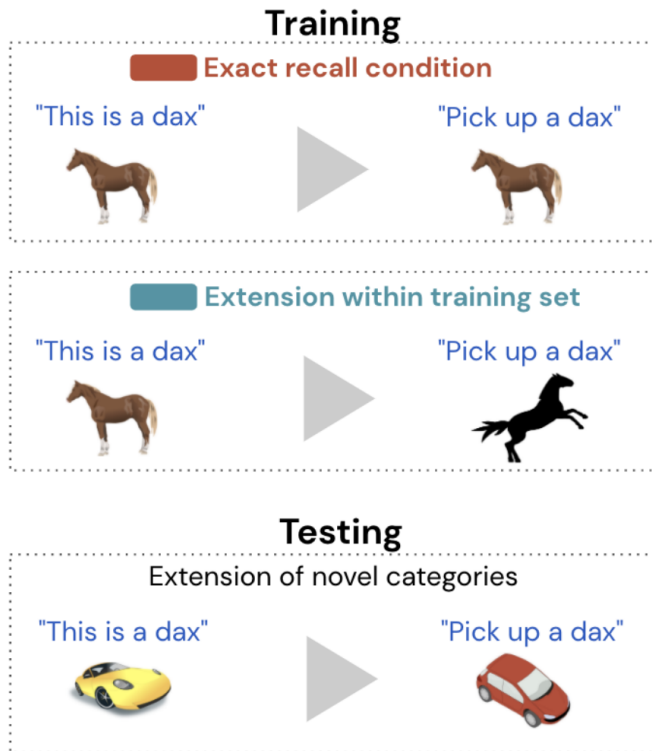 Training
Exact recall condition
"This is a dax" "Pick up a dax"
Extension within training set
"This is a dax" "Pick up a dax"
Testing
Extension of novel categories
"This is a dax" "Pick up a dax"